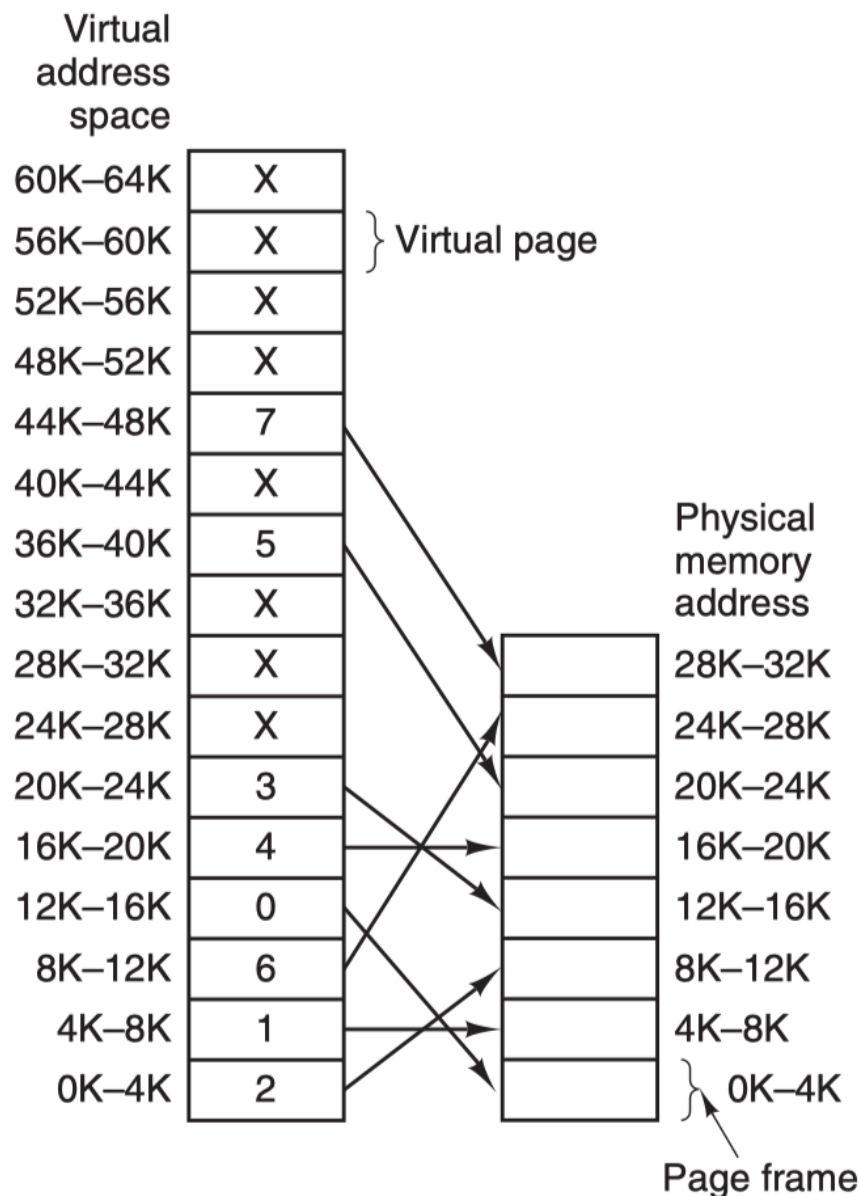 Virtual
address
space
60K–64K X
56K–60K X Virtual page
52K–56K X
48K–52K X
44K–48K 7
40K–44K X
36K–40K 5
32K–36K X
28K–32K X
24K–28K X
20K–24K 3
16K–20K 4
12K–16K 0
8K–12K 6
4K–8K 1
0K–4K 2
Physical
memory
address
28K–32K
24K–28K
20K–24K
16K–20K
12K–16K
8K–12K
4K–8K
0K–4K
Page frame